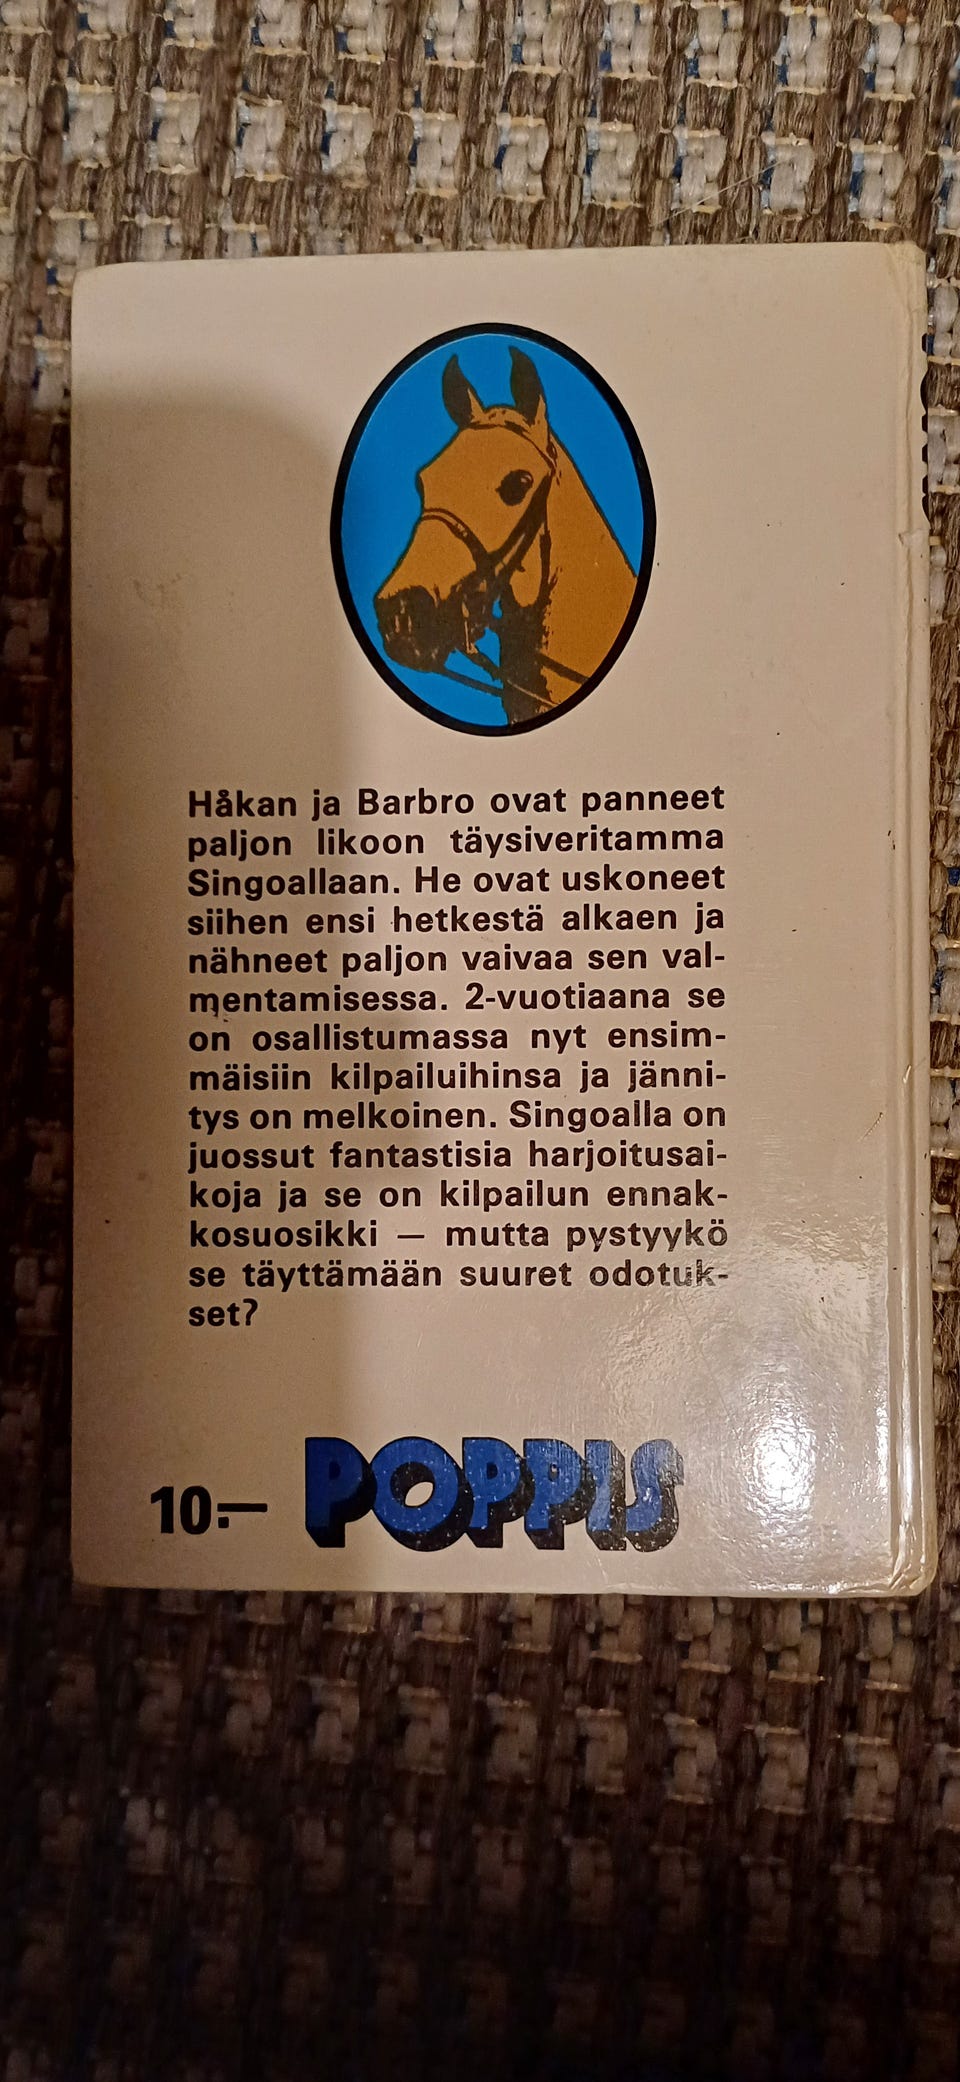 Håkan ja Barbro ovat panneet
paljon likoon täysiveritamma
Singoallaan. He ovat uskoneet
siihen ensi hetkestä alkaen ja
nähneet paljon vaivaa sen val-
mentamisessa. 2-vuotiaana se
on osallistumassa nyt ensim-
mäisiin kilpailuihinsa ja jänni-
tys on melkoinen. Singoalla on
juossut fantastisia harjoitusai-
koja ja se on kilpailun ennak-
kosuosikki — mutta pystyykö
se täyttämään suuret odotuk-
set?
10:— POPPIS